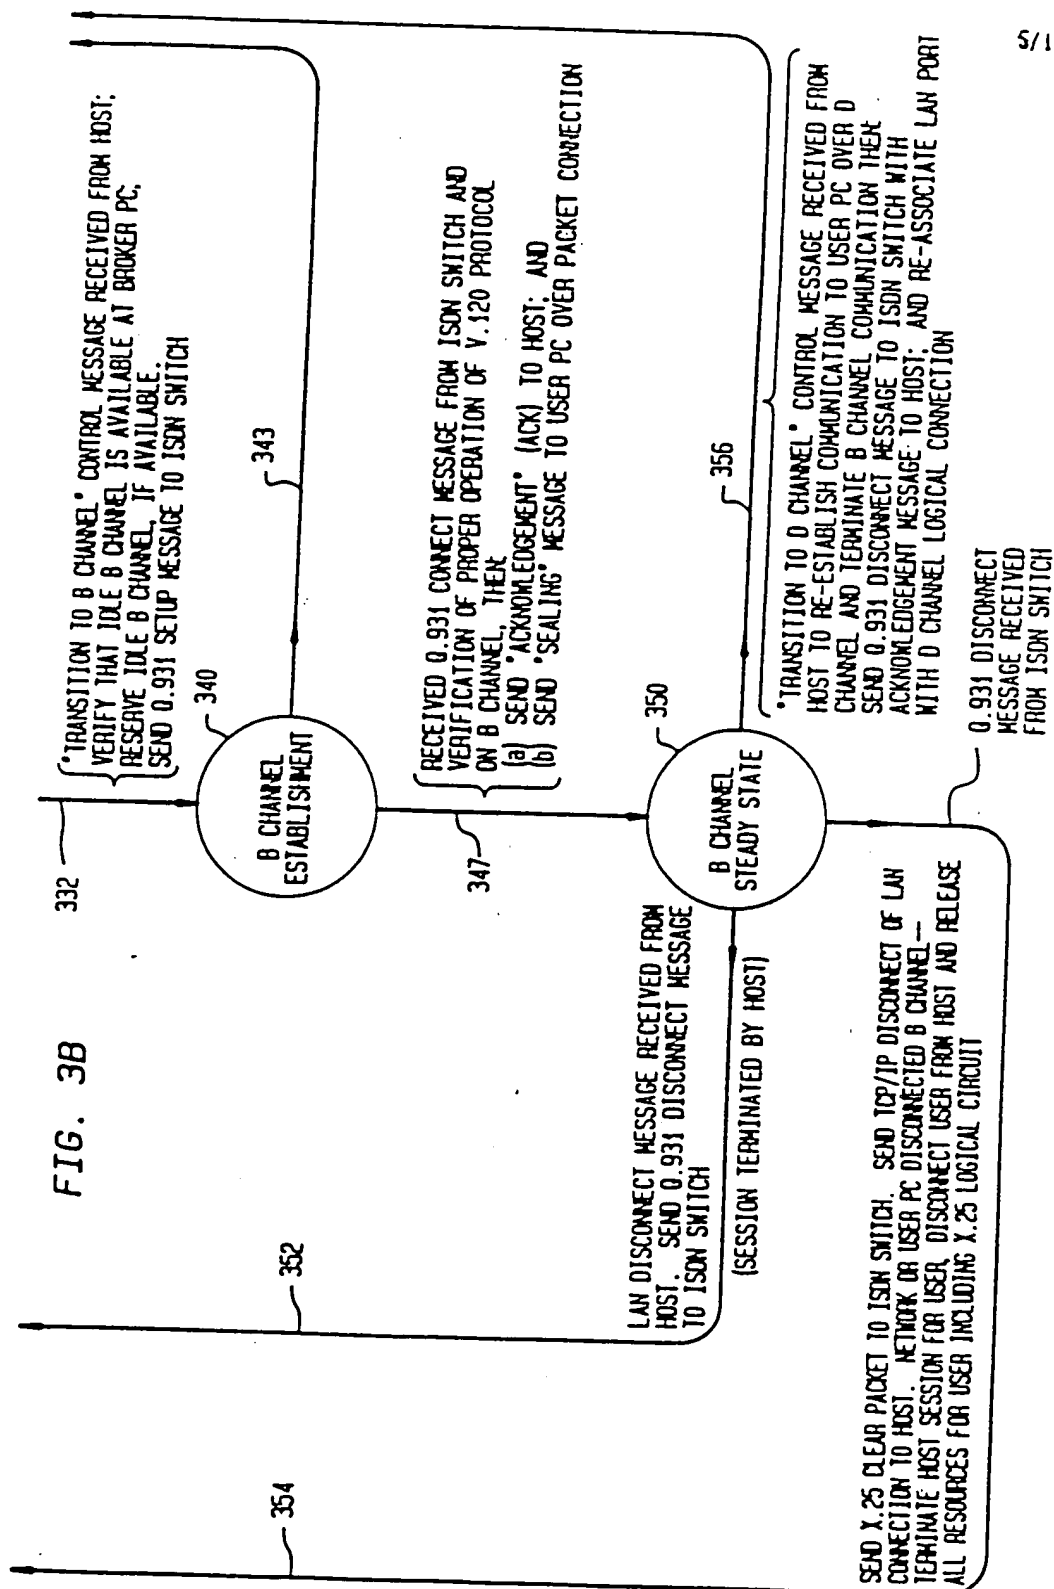 FIG. 3B
332
"TRANSITION TO B CHANNEL" CONTROL MESSAGE RECEIVED FROM HOST;
VERIFY THAT IDLE B CHANNEL IS AVAILABLE AT BROKER PC;
RESERVE IDLE B CHANNEL, IF AVAILABLE.
SEND Q.931 SETUP MESSAGE TO ISDN SWITCH
340
B CHANNEL
ESTABLISHMENT
343
RECEIVED Q.931 CONNECT MESSAGE FROM ISDN SWITCH AND
VERIFICATION OF PROPER OPERATION OF V.120 PROTOCOL
ON B CHANNEL, THEN:
(a) SEND "ACKNOWLEDGEMENT" (ACK) TO HOST; AND
(b) SEND "SEALING" MESSAGE TO USER PC OVER PACKET CONNECTION
347
350
B CHANNEL
STEADY STATE
356
"TRANSITION TO D CHANNEL" CONTROL MESSAGE RECEIVED FROM
HOST TO RE-ESTABLISH COMMUNICATION TO USER PC OVER D
CHANNEL AND TERMINATE B CHANNEL COMMUNICATION THEN:
SEND Q.931 DISCONNECT MESSAGE TO ISDN SWITCH WITH
ACKNOWLEDGEMENT MESSAGE TO HOST; AND RE-ASSOCIATE LAN PORT
WITH D CHANNEL LOGICAL CONNECTION
352
LAN DISCONNECT MESSAGE RECEIVED FROM
HOST. SEND Q.931 DISCONNECT MESSAGE
TO ISDN SWITCH
(SESSION TERMINATED BY HOST)
354
Q.931 DISCONNECT
MESSAGE RECEIVED
FROM ISDN SWITCH
SEND X.25 CLEAR PACKET TO ISDN SWITCH. SEND TCP/IP DISCONNECT OF LAN
CONNECTION TO HOST. NETWORK OR USER PC DISCONNECTED B CHANNEL--
TERMINATE HOST SESSION FOR USER, DISCONNECT USER FROM HOST AND RELEASE
ALL RESOURCES FOR USER INCLUDING X.25 LOGICAL CIRCUIT